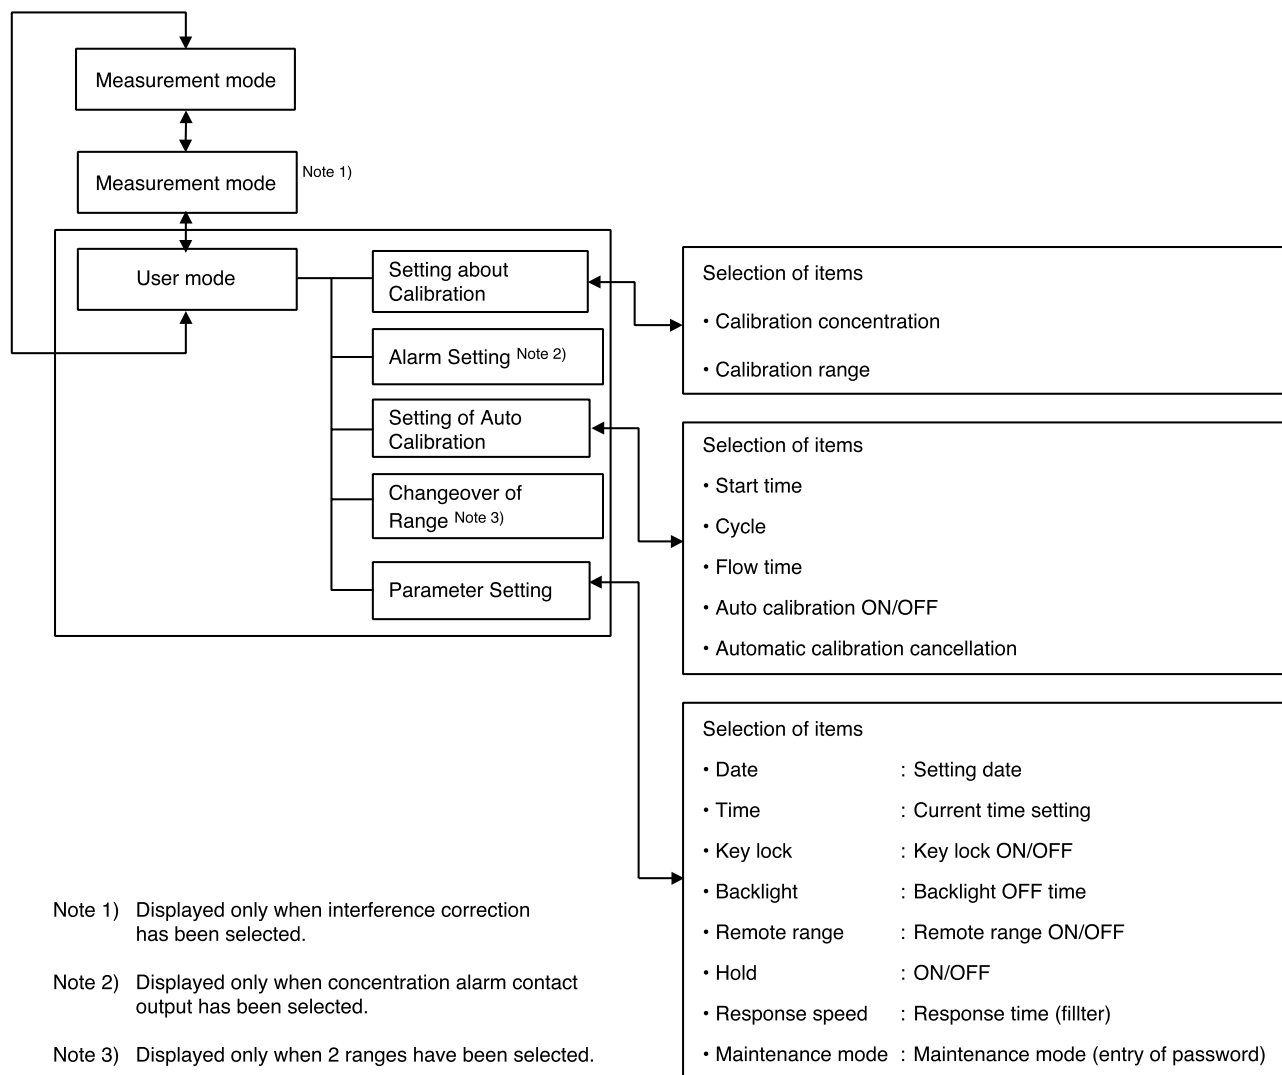 Measurement mode
Measurement mode Note 1)
User mode
Setting about
Calibration
Alarm Setting Note 2)
Setting of Auto
Calibration
Changeover of
Range Note 3)
Parameter Setting
Selection of items
• Calibration concentration
• Calibration range
Selection of items
• Start time
• Cycle
• Flow time
• Auto calibration ON/OFF
• Automatic calibration cancellation
Selection of items
• Date : Setting date
• Time : Current time setting
• Key lock : Key lock ON/OFF
• Backlight : Backlight OFF time
• Remote range : Remote range ON/OFF
• Hold : ON/OFF
• Response speed : Response time (fillter)
• Maintenance mode : Maintenance mode (entry of password)
Note 1) Displayed only when interference correction
has been selected.
Note 2) Displayed only when concentration alarm contact
output has been selected.
Note 3) Displayed only when 2 ranges have been selected.